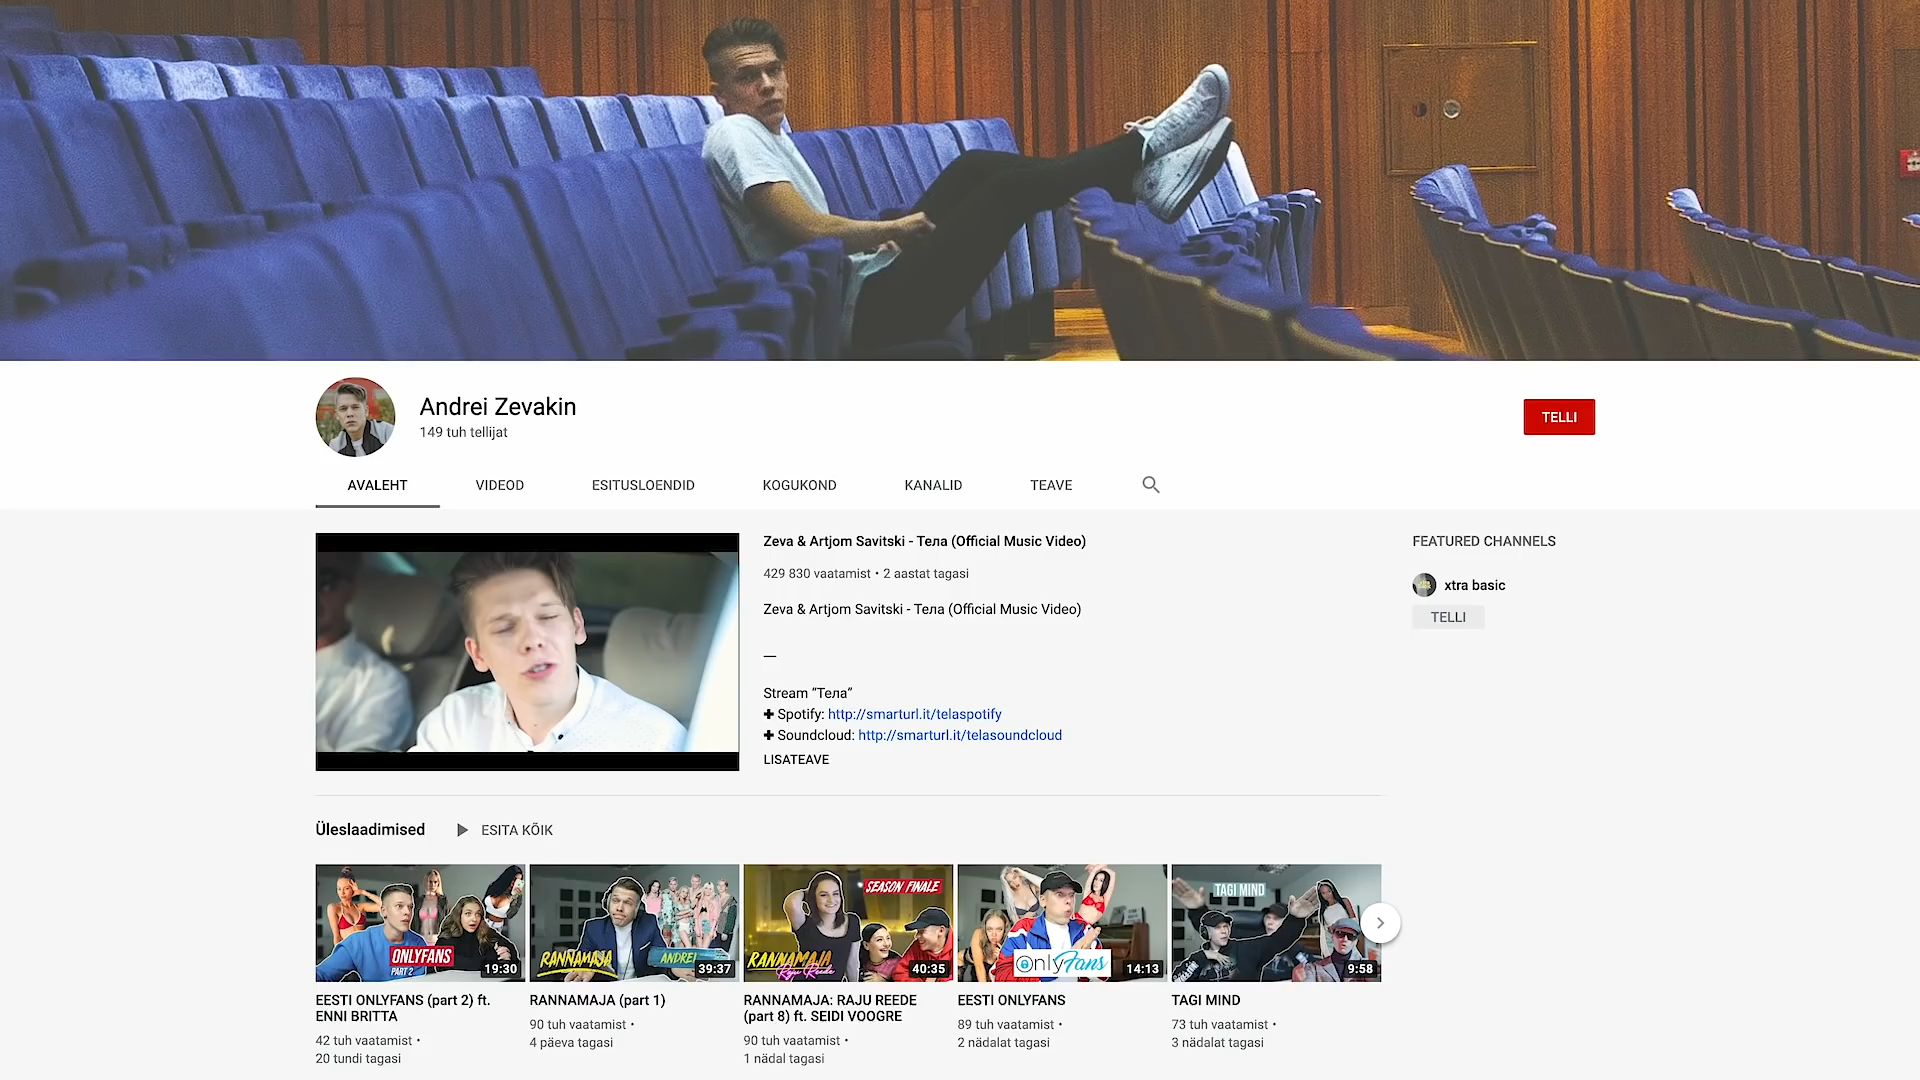 Andrei Zevakin
149 tuh tellijat
TELLI
AVALEHT VIDEOD ESITUSLOENDID KOGUKOND KANALID TEAVE
Zeva & Artjom Savitski - Тела (Official Music Video)
429 830 vaatamist • 2 aastat tagasi
Zeva & Artjom Savitski - Тела (Official Music Video)
—
Stream “Тела”
✚ Spotify: http://smarturl.it/telaspotify
✚ Soundcloud: http://smarturl.it/telasoundcloud
LISATEAVE
FEATURED CHANNELS
xtra basic
TELLI
Üleslaadimised ESITA KÕIK
ONLYFANS
PART 2
19:30
RANNAMAJA
ANDREI
39:37
SEASON FINALE
RANNAMAJA
Raju Reede
40:35
OnlyFans
14:13
TAGI MIND
9:58
EESTI ONLYFANS (part 2) ft.
ENNI BRITTA
42 tuh vaatamist •
20 tundi tagasi
RANNAMAJA (part 1)
90 tuh vaatamist •
4 päeva tagasi
RANNAMAJA: RAJU REEDE
(part 8) ft. SEIDI VOOGRE
90 tuh vaatamist •
1 nädal tagasi
EESTI ONLYFANS
89 tuh vaatamist •
2 nädalat tagasi
TAGI MIND
73 tuh vaatamist •
3 nädalat tagasi